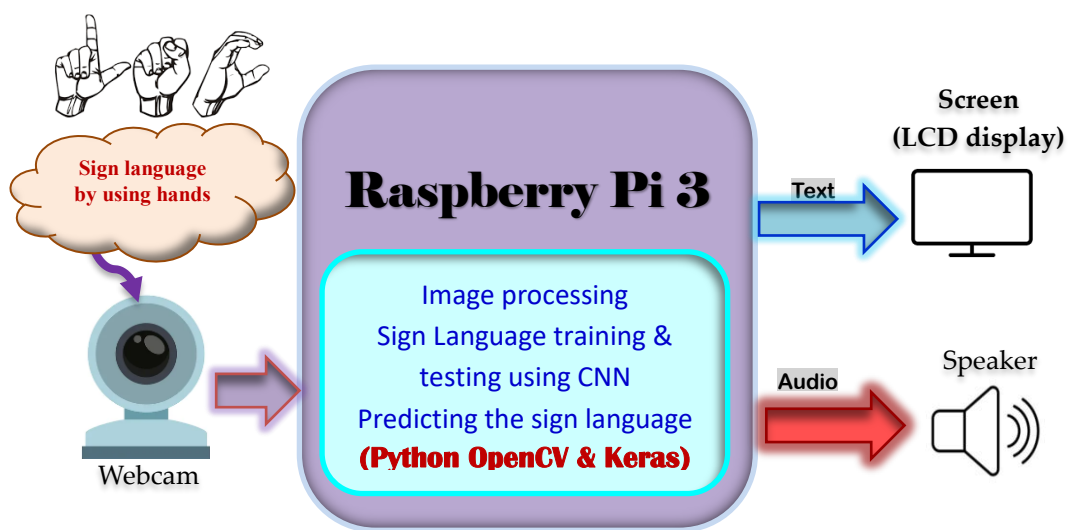 Sign language
by using hands
Webcam
Raspberry Pi 3
Image processing
Sign Language training &
testing using CNN
Predicting the sign language
(Python OpenCV & Keras)
Text
Screen
(LCD display)
Audio
Speaker